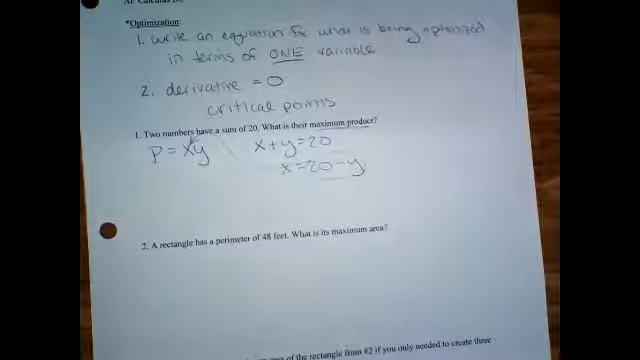 AP Calculus BC
*Optimization:
1. Write an equation for what is being optimized
in terms of ONE variable
2. derivative = 0
critical points
1. Two numbers have a sum of 20. What is their maximum product?
P = xy x + y = 20
x = 20 - y
2. A rectangle has a perimeter of 48 feet. What is its maximum area?
area of the rectangle from #2 if you only needed to create three